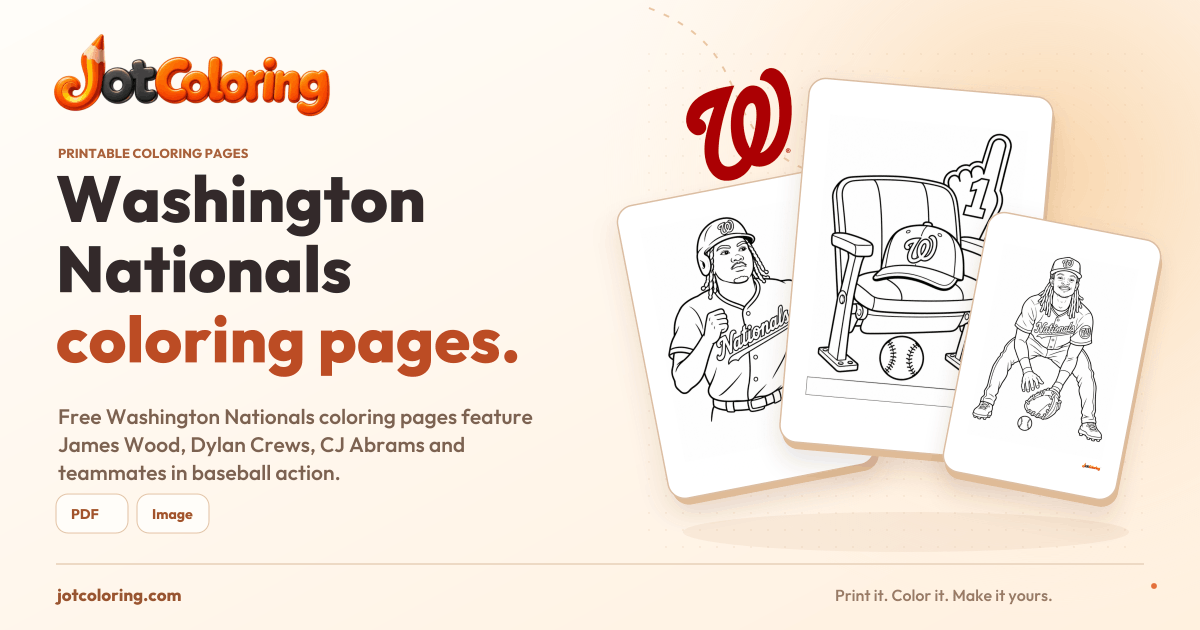 JotColoring
PRINTABLE COLORING PAGES
Washington
Nationals
coloring pages.
Free Washington Nationals coloring pages feature
James Wood, Dylan Crews, CJ Abrams and
teammates in baseball action.
PDF
Image
jotcoloring.com
W
®
W
Nationals
1
W
W
Nationals
JotColoring
Print it. Color it. Make it yours.